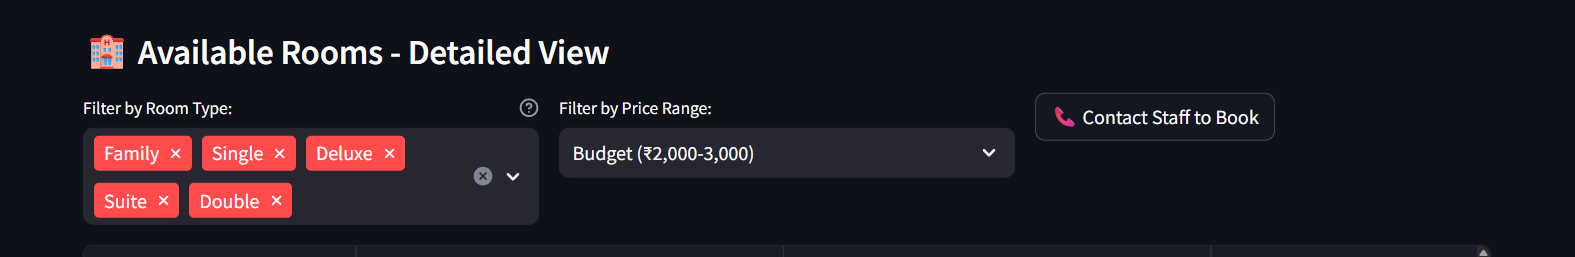 Available Rooms - Detailed View
Filter by Room Type:
Family × Single × Deluxe ×
Suite × Double ×
Filter by Price Range:
Budget (₹2,000-3,000)
Contact Staff to Book